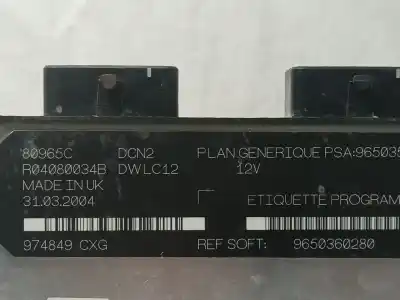 80965C DCN2 PLAN GENERIQUE PSA:965035
R04080034B DWLC12 12V
MADE IN UK
31.03.2004 ETIQUETTE PROGRAM
974849 CXG REF SOFT: 9650360280